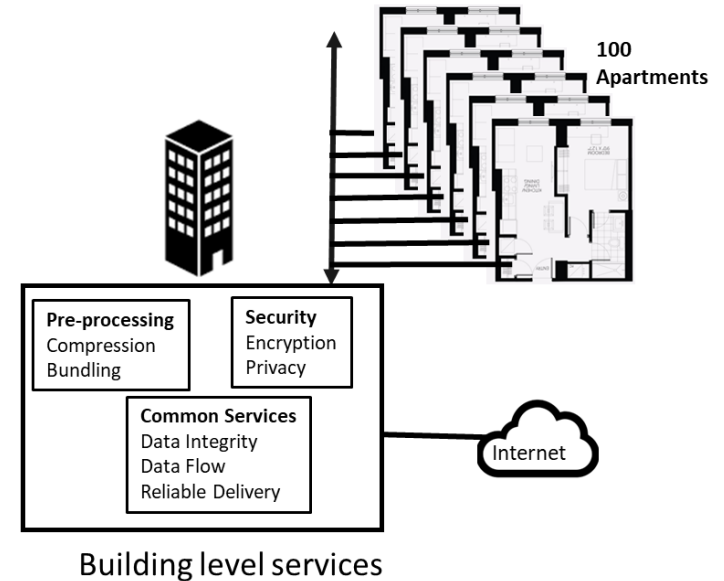 100
Apartments
Pre-processing
Compression
Bundling
Security
Encryption
Privacy
Common Services
Data Integrity
Data Flow
Reliable Delivery
Internet
Building level services